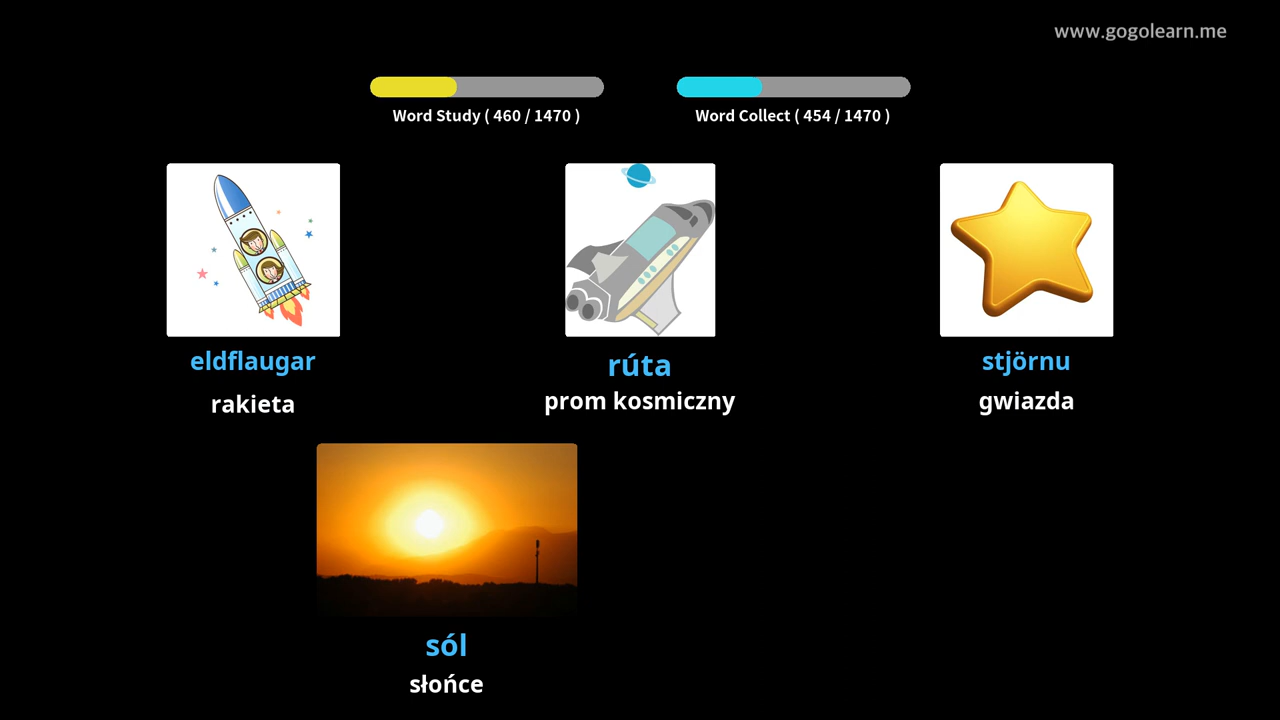 www.gogolearn.me
Word Study ( 460 / 1470 )
Word Collect ( 454 / 1470 )
eldflaugar
rakieta
rúta
prom kosmiczny
stjörnu
gwiazda
sól
słońce